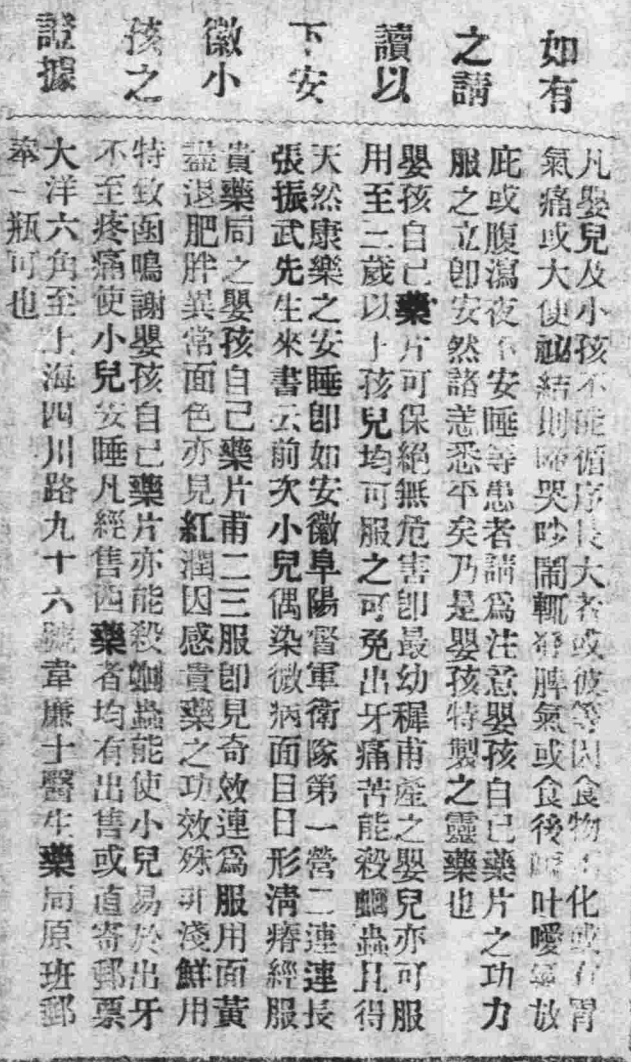 如有
之請
讀以
下安
徽小
孩之
證據
凡嬰兒及小孩不能循序長大者或彼等因食物不化或有胃
氣痛或大便祕結則啼哭吵鬧輒發脾氣或食後嘔吐噯氣放
庇或腹瀉夜不安睡等患者請爲注意嬰孩自己藥片之功力
服之立卽安然諸恙悉平矣乃是嬰孩特製之靈藥也
嬰孩自己藥片可保絕無危害卽最幼穉甫產之嬰兒亦可服
用至二歲以上孩兒均可服之可免出牙痛苦能殺蛔蟲且得
天然康樂之安睡卽如安徽阜陽督軍衛隊第一營二連連長
張振武先生來書云前次小兒偶染微病面目日形淸瘠經服
貴藥局之嬰孩自己藥片甫二三服卽見奇效連爲服用面黃
盡退肥胖異常面色亦見紅潤因感貴藥之功效殊非淺鮮用
特致函鳴謝嬰孩自己藥片亦能殺蛔蟲能使小兒易於出牙
不至疼痛使小兒安睡凡經售西藥者均有出售或直寄郵票
大洋六角至上海四川路九十六號韋廉士醫生藥局原班郵
奉一瓶可也